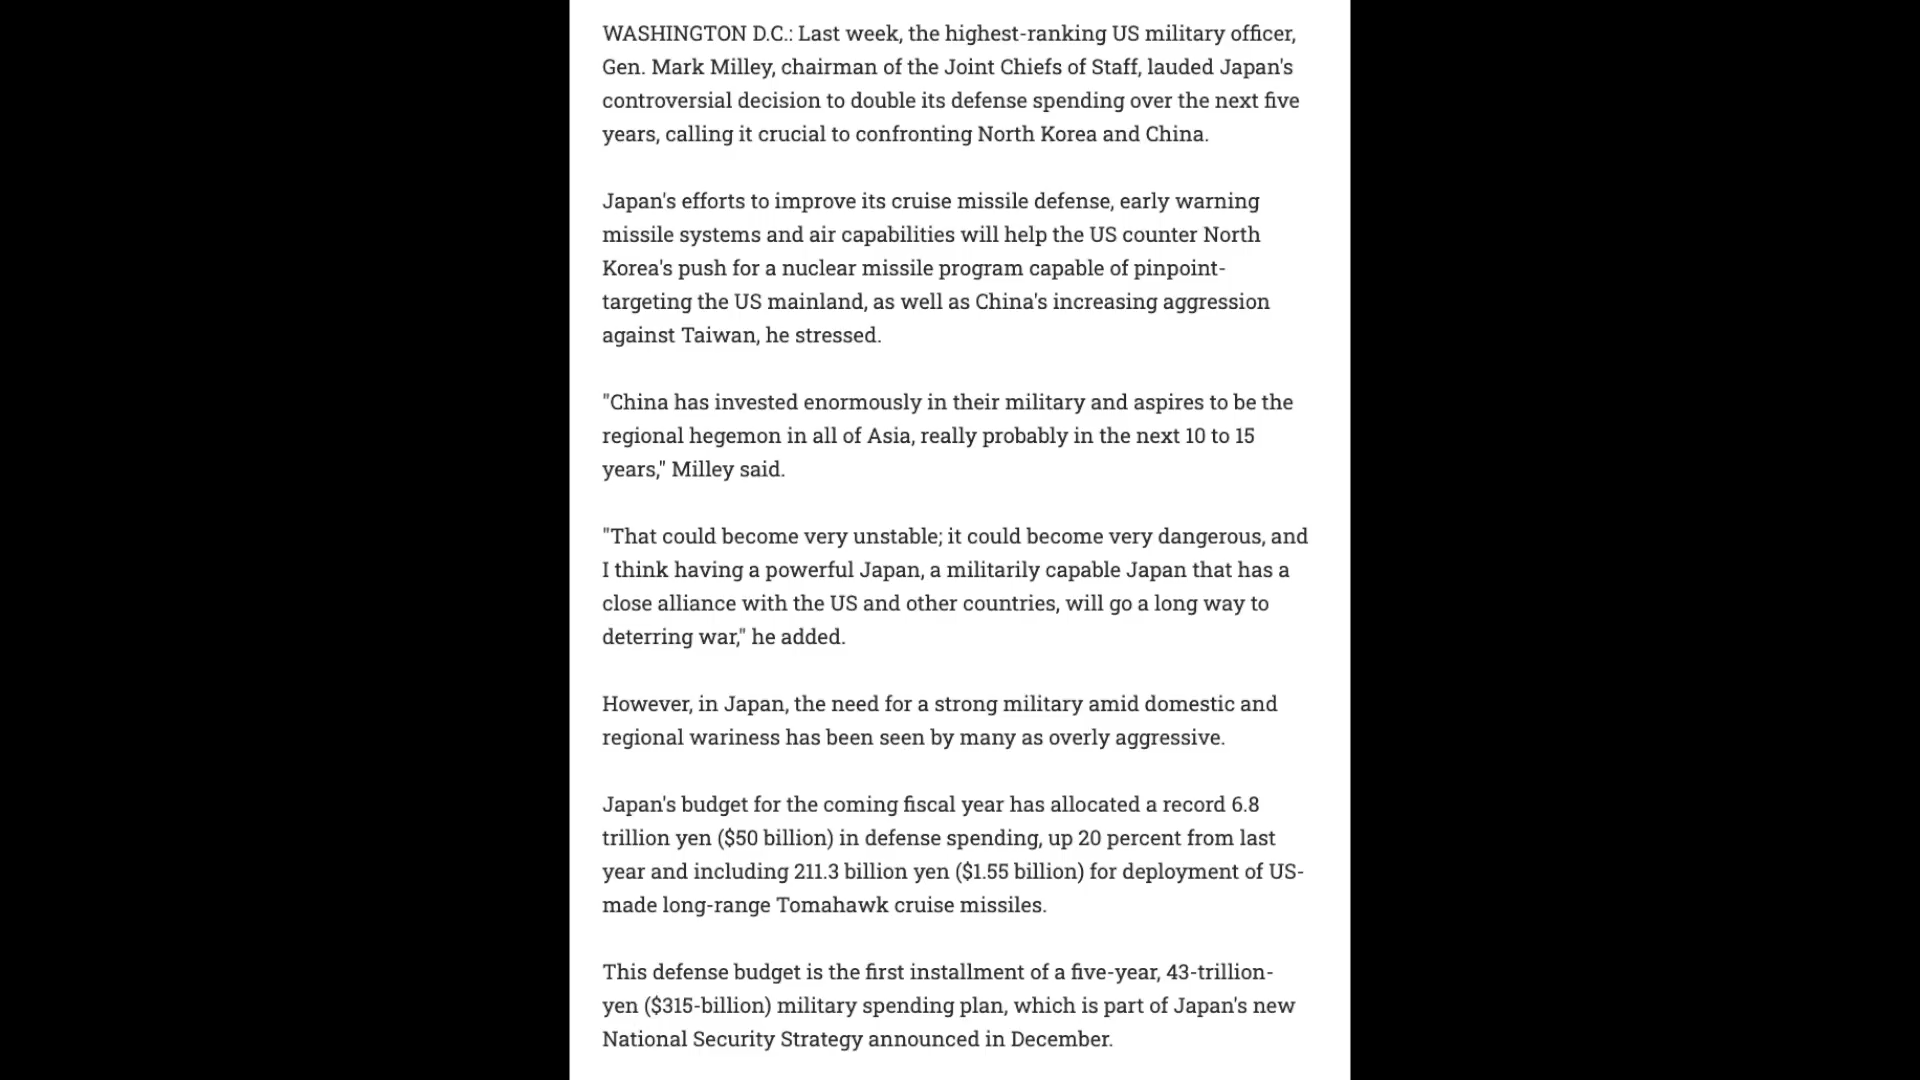 WASHINGTON D.C.: Last week, the highest-ranking US military officer,
Gen. Mark Milley, chairman of the Joint Chiefs of Staff, lauded Japan's
controversial decision to double its defense spending over the next five
years, calling it crucial to confronting North Korea and China.
Japan's efforts to improve its cruise missile defense, early warning
missile systems and air capabilities will help the US counter North
Korea's push for a nuclear missile program capable of pinpoint-
targeting the US mainland, as well as China's increasing aggression
against Taiwan, he stressed.
"China has invested enormously in their military and aspires to be the
regional hegemon in all of Asia, really probably in the next 10 to 15
years," Milley said.
"That could become very unstable; it could become very dangerous, and
I think having a powerful Japan, a militarily capable Japan that has a
close alliance with the US and other countries, will go a long way to
deterring war," he added.
However, in Japan, the need for a strong military amid domestic and
regional wariness has been seen by many as overly aggressive.
Japan's budget for the coming fiscal year has allocated a record 6.8
trillion yen ($50 billion) in defense spending, up 20 percent from last
year and including 211.3 billion yen ($1.55 billion) for deployment of US-
made long-range Tomahawk cruise missiles.
This defense budget is the first installment of a five-year, 43-trillion-
yen ($315-billion) military spending plan, which is part of Japan's new
National Security Strategy announced in December.